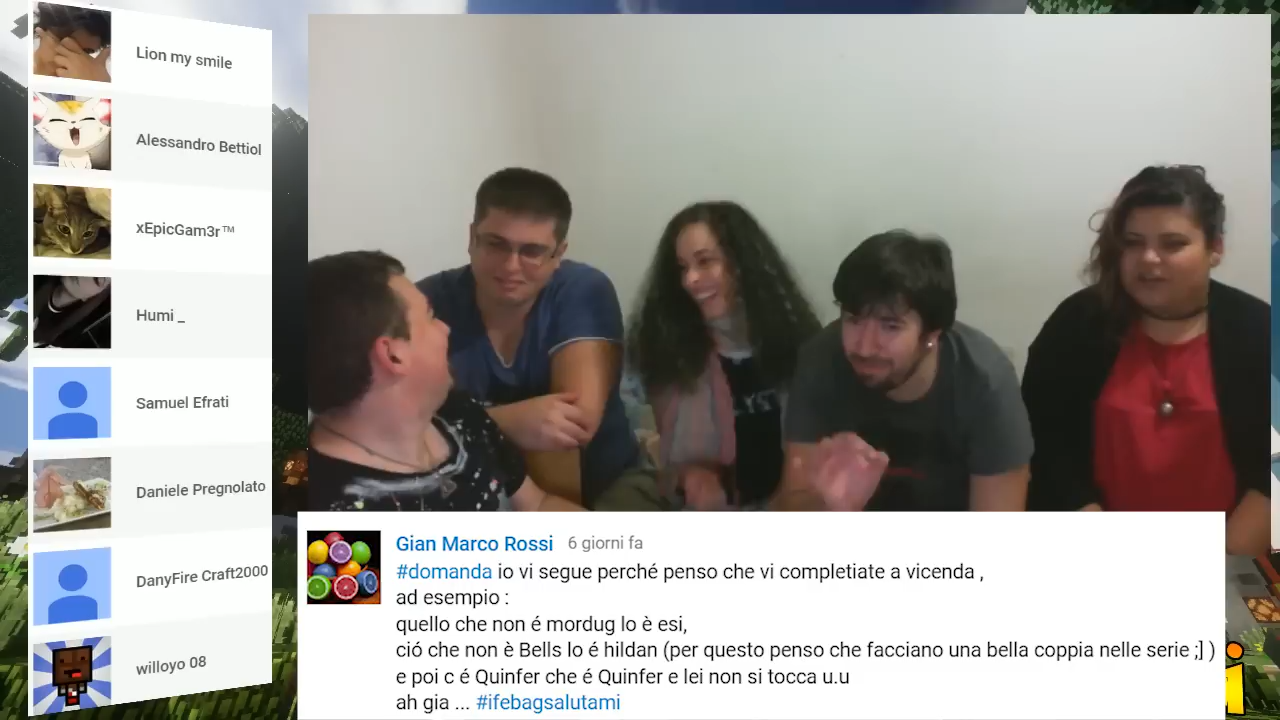 Lion my smile
Alessandro Bettiol
xEpicGam3r™
Humi _
Samuel Efrati
Daniele Pregnolato
DanyFire Craft2000
willoyo 08
Gian Marco Rossi 6 giorni fa
#domanda io vi segue perché penso che vi completiate a vicenda ,
ad esempio :
quello che non é mordug lo è esi,
ció che non è Bells lo é hildan (per questo penso che facciano una bella coppia nelle serie ;] )
e poi c é Quinfer che é Quinfer e lei non si tocca u.u
ah gia ... #ifebagsalutami